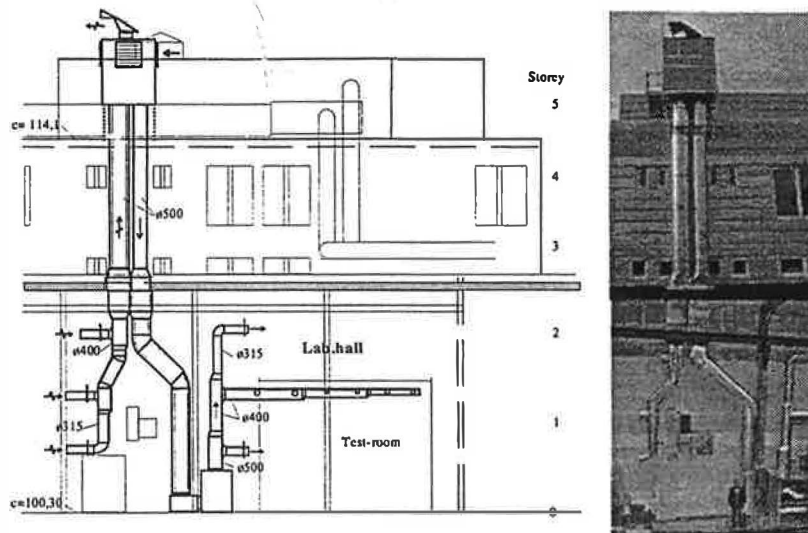 Storey
5
c= 114,1
4
ø500
3
2
ø400
ø315
Lab.hall
ø315
ø400
1
Test-room
ø500
c=100,30
0